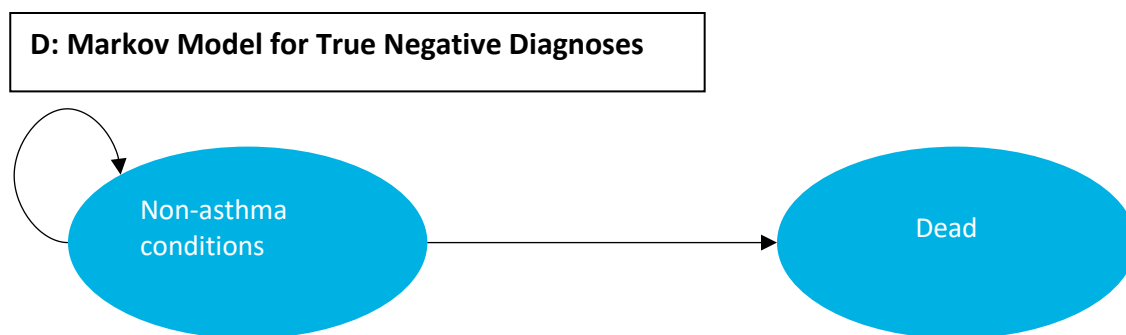 D: Markov Model for True Negative Diagnoses
Non-asthma
conditions
Dead